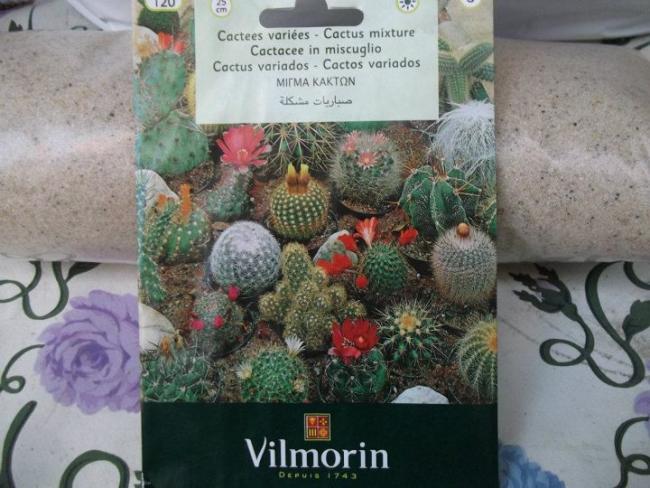 120
25
cm
Cactées variées - Cactus mixture
Cactacee in miscuglio
Cactus variados - Cactos variados
ΜΙΓΜΑ ΚΑΚΤΩΝ
صباريات مشكلة
Vilmorin
DEPUIS 1743